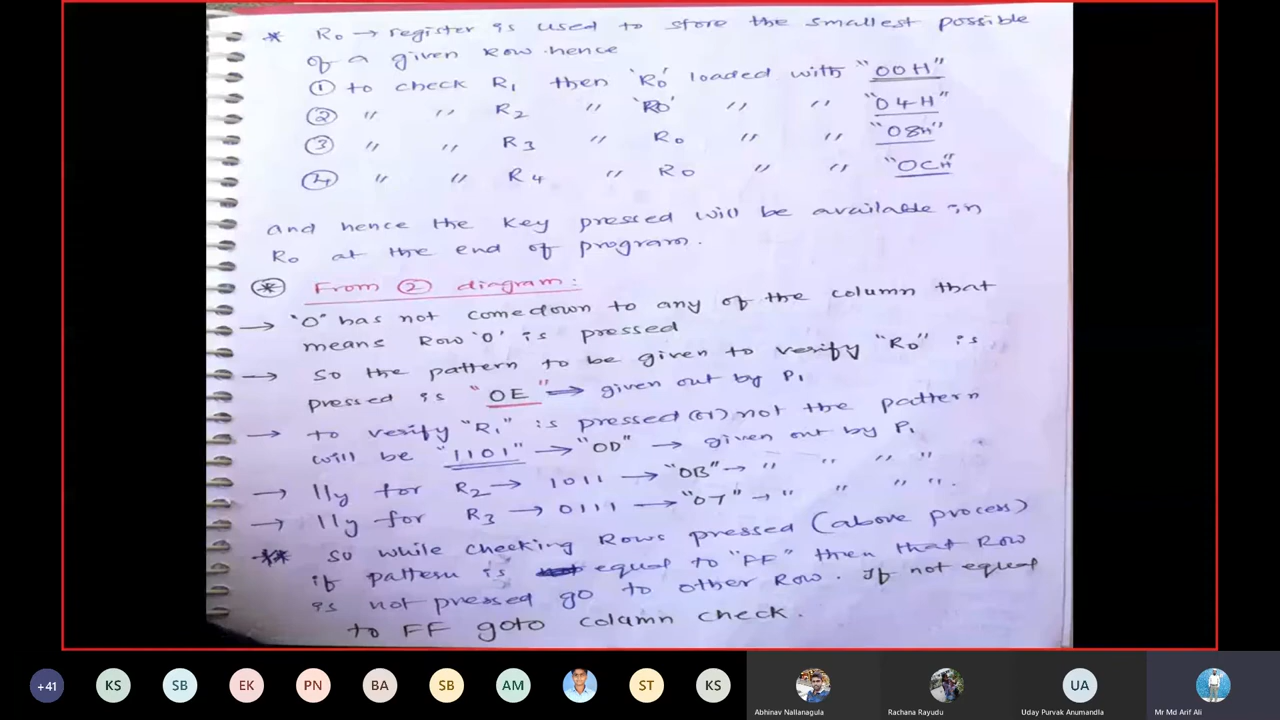 * R0 → register is used to store the smallest possible
of a given Row hence
① to check R1 then 'R0' loaded with "00H"
② " " R2 " 'R0' " " "04H"
③ " " R3 " R0 " " "08H"
④ " " R4 " R0 " " "0CH"
and hence the key pressed will be available in
R0 at the end of program.
* From ② diagram:
→ "0" has not comedown to any of the column that
means Row '0' is pressed
→ so the pattern to be given to verify "R0" is
pressed is "0E" ⟹ given out by P1
→ to verify "R1" is pressed (or) not the pattern
will be "1101" → "0D" → given out by P1
→ lly for R2 → 1011 → "0B" → " " " "
→ lly for R3 → 0111 → "07" → " " " ".
** so while checking Rows pressed (above process)
if pattern is equal to "FF" then that Row
is not pressed go to other Row. If not equal
to FF goto column check.
+41
KS
SB
EK
PN
BA
SB
AM
ST
KS
UA
Abhinav Nallanagula
Rachana Rayudu
Uday Purvak Anumandla
Mr Md Arif Ali